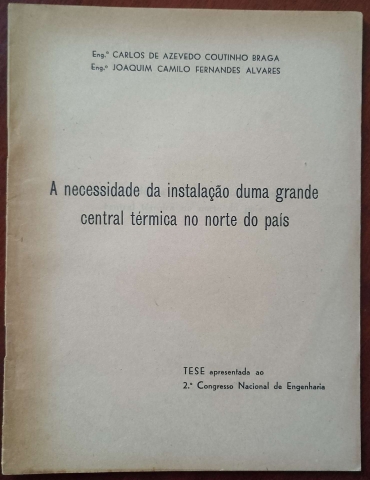 Eng.º CARLOS DE AZEVEDO COUTINHO BRAGA
Eng.º JOAQUIM CAMILO FERNANDES ALVARES
A necessidade da instalação duma grande
central térmica no norte do país
TESE apresentada ao
2.º Congresso Nacional de Engenharia